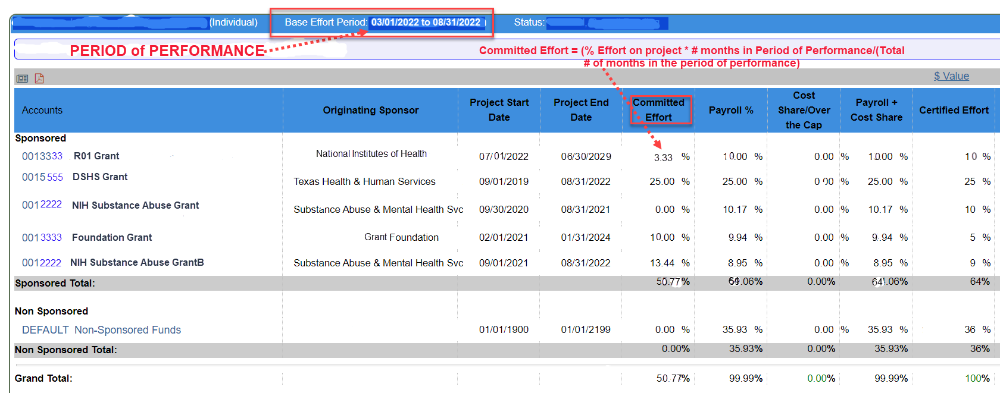 (Individual) Base Effort Period: 03/01/2022 to 08/31/2022 Status:
PERIOD of PERFORMANCE
Committed Effort = (% Effort on project * # months in Period of Performance/(Total
# of months in the period of performance)
$ Value
Accounts Originating Sponsor Project Start Date Project End Date Committed Effort Payroll % Cost Share/Over the Cap Payroll + Cost Share Certified Effort
Sponsored
0013333 R01 Grant National Institutes of Health 07/01/2022 06/30/2029 3.33 % 10.00 % 0.00 % 10.00 % 10 %
0015555 DSHS Grant Texas Health & Human Services 09/01/2019 08/31/2022 25.00 % 25.00 % 0 00 % 25.00 % 25 %
0012222 NIH Substance Abuse Grant Substance Abuse & Mental Health Svc 09/30/2020 08/31/2021 0.00 % 10.17 % 0.00 % 10.17 % 10 %
0013333 Foundation Grant Grant Foundation 02/01/2021 01/31/2024 10.00 % 9.94 % 0.00 % 9.94 % 5 %
0012222 NIH Substance Abuse GrantB Substance Abuse & Mental Health Svc 09/01/2021 08/31/2022 13.44 % 8.95 % 0.00 % 8.95 % 9 %
Sponsored Total: 50.77% 64.06% 0.00% 64.06% 64%
Non Sponsored
DEFAULT Non-Sponsored Funds 01/01/1900 01/01/2199 0.00 % 35.93 % 0.00 % 35.93 % 36 %
Non Sponsored Total: 0.00% 35.93% 0.00% 35.93% 36%
Grand Total: 50.77% 99.99% 0.00% 99.99% 100%